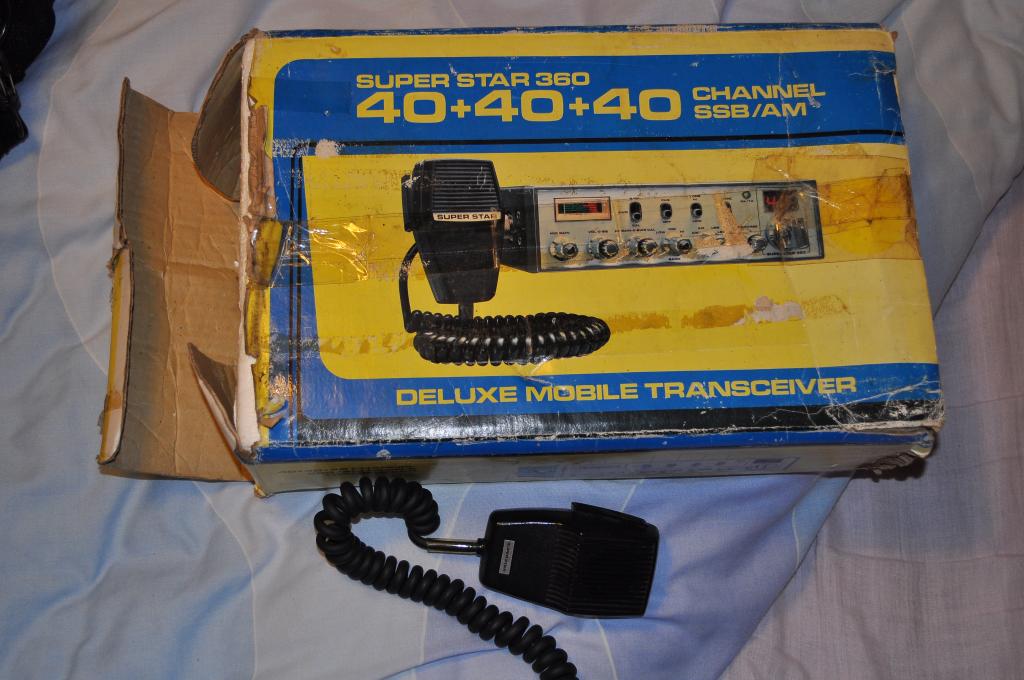 SUPER STAR 360
40+40+40 CHANNEL
SSB/AM
SUPER STAR
DELUXE MOBILE TRANSCEIVER